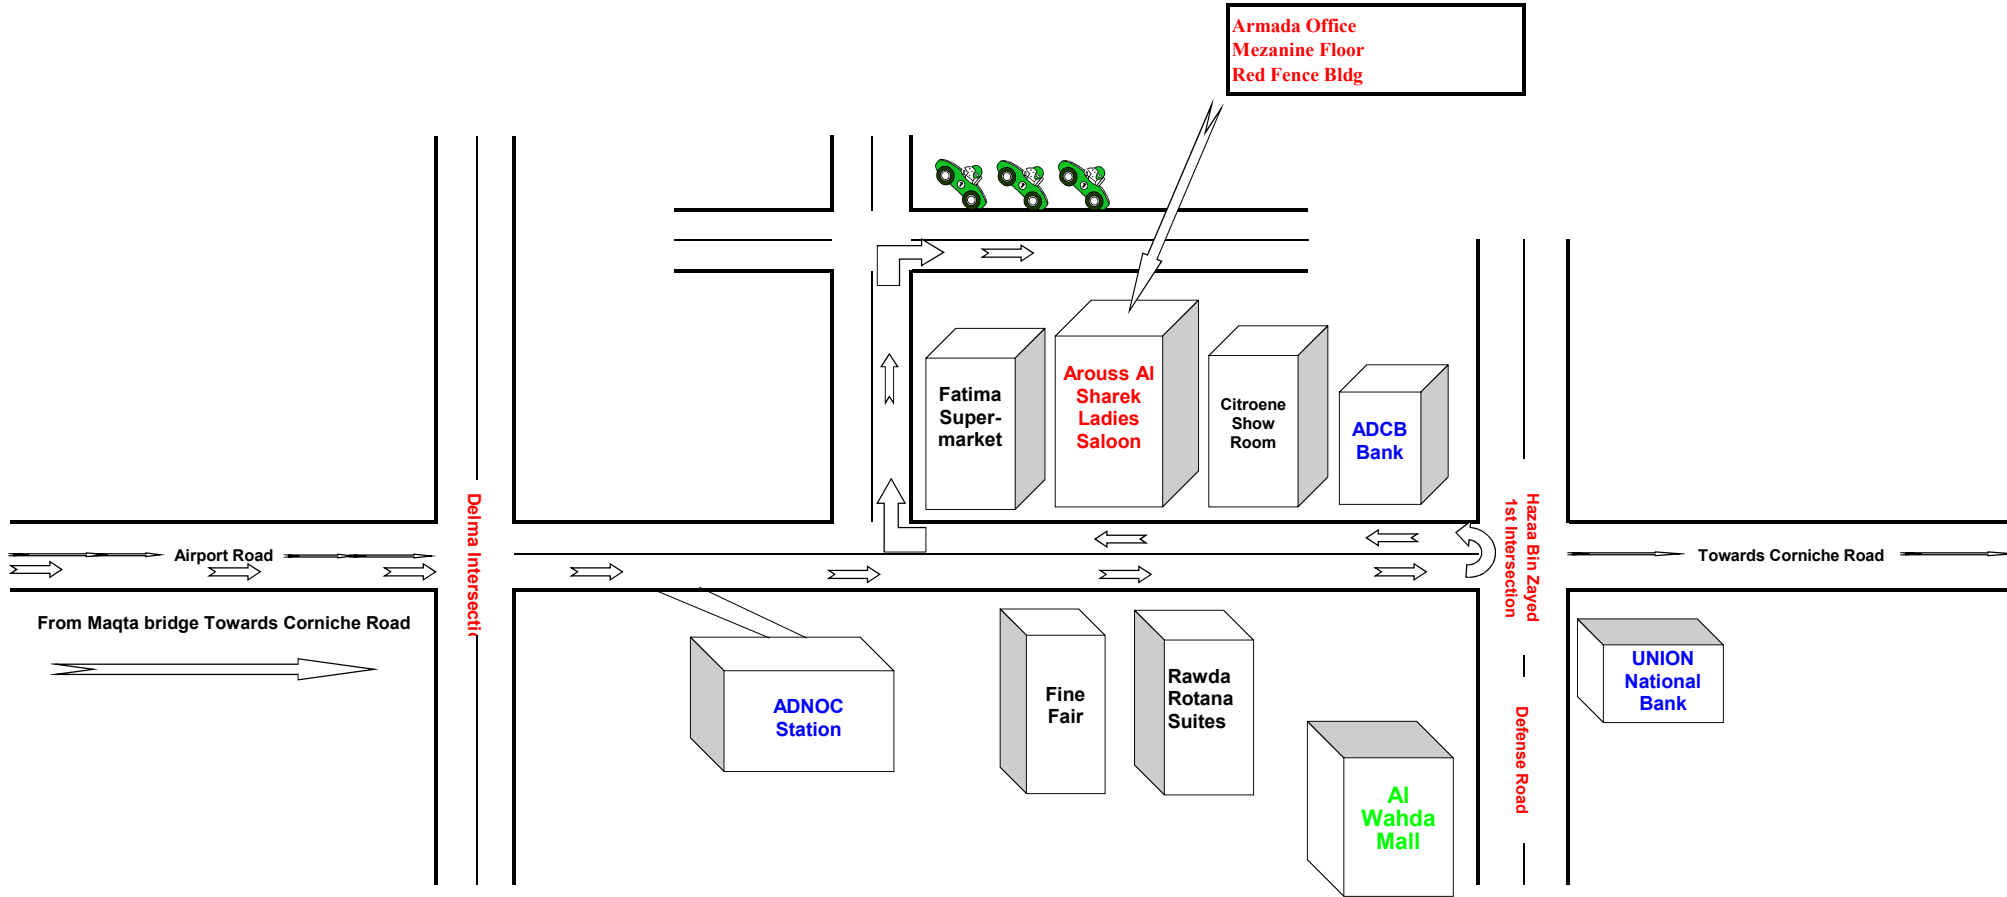 Armada Office
Mezanine Floor
Red Fence Bldg
Fatima
Super-
market
Arouss Al
Sharek
Ladies
Saloon
Citroene
Show
Room
ADCB
Bank
Delma Intersectio
Hazaa Bin Zayed
1st Intersection
Airport Road
Towards Corniche Road
From Maqta bridge Towards Corniche Road
ADNOC
Station
Fine
Fair
Rawda
Rotana
Suites
UNION
National
Bank
Defense Road
Al
Wahda
Mall